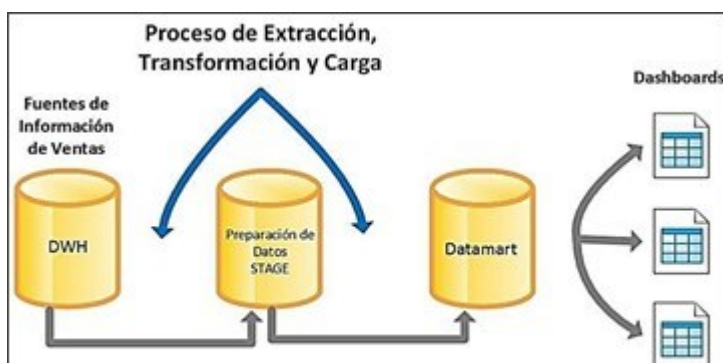 Proceso de Extracción,
Transformación y Carga
Dashboards
Fuentes de
Información
de Ventas
DWH
Preparación de
Datos
STAGE
Datamart